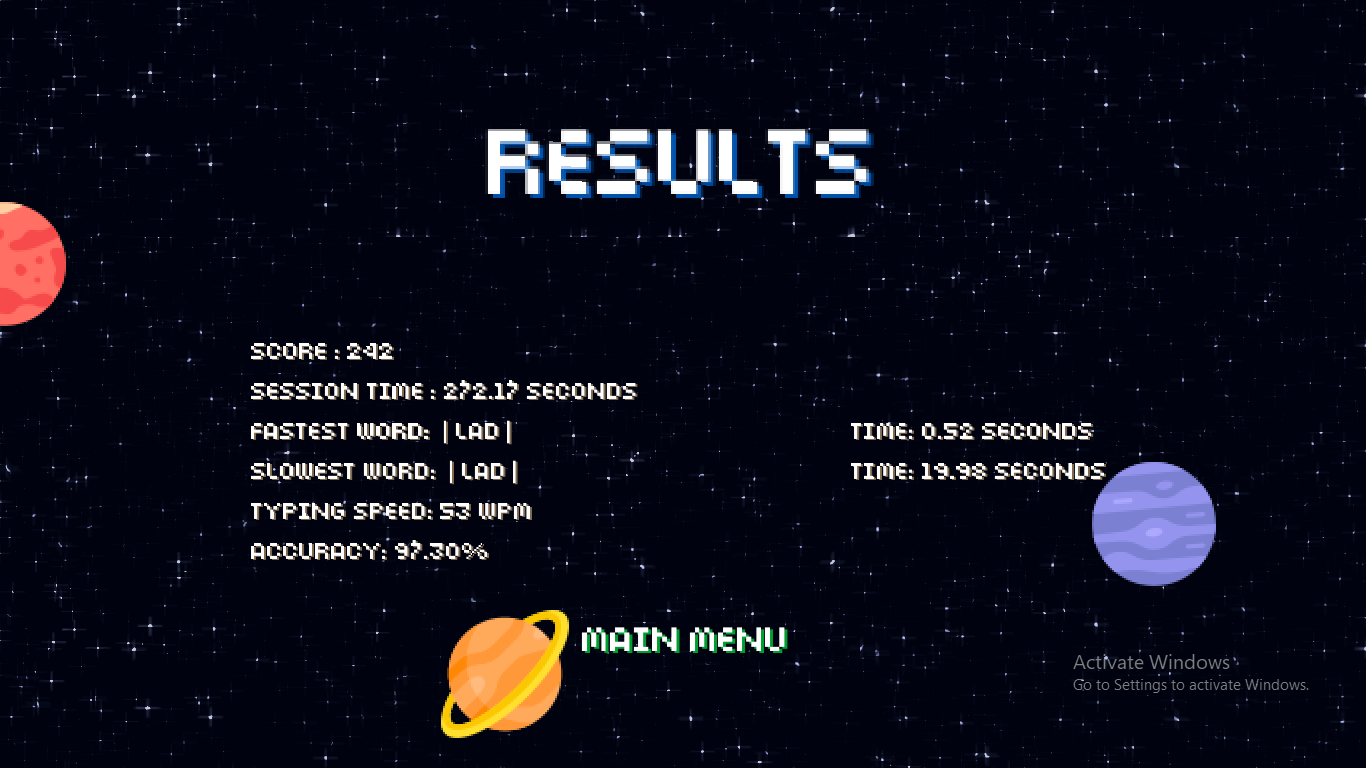 RESULTS
SCORE : 242
SESSION TIME : 272.17 SECONDS
FASTEST WORD: |LAD| TIME: 0.52 SECONDS
SLOWEST WORD: |LAD| TIME: 19.98 SECONDS
TYPING SPEED: 53 WPM
ACCURACY: 97.30%
MAIN MENU
Activate Windows
Go to Settings to activate Windows.